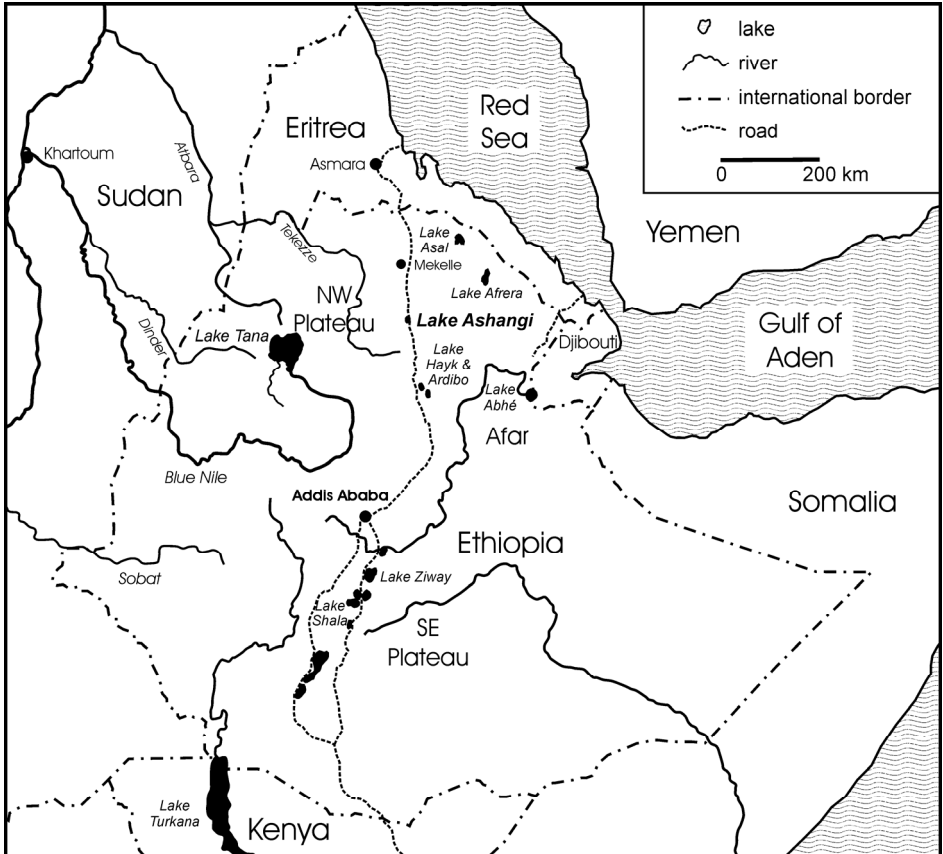 lake
river
international border
road
0 200 km
Red
Sea
Eritrea
Asmara
Khartoum
Atbara
Sudan
Tekezze
Lake
Asal
Yemen
Mekelle
Lake Afrera
NW
Plateau
Lake Ashangi
Gulf of
Aden
Dinder
Lake Tana
Djibouti
Lake
Hayk &
Ardibo
Lake
Abhé
Afar
Blue Nile
Addis Ababa
Somalia
Ethiopia
Sobat
Lake Ziway
Lake
Shala
SE
Plateau
Lake
Turkana
Kenya